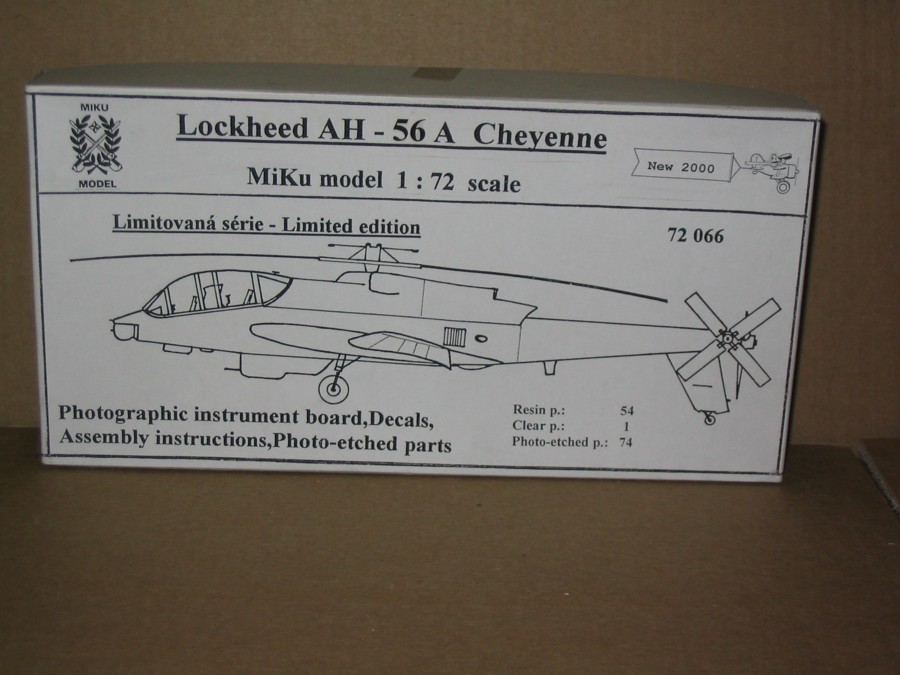 MIKU
MODEL
Lockheed AH - 56 A Cheyenne
MiKu model 1 : 72 scale
New 2000
Limitovaná série - Limited edition
72 066
Photographic instrument board,Decals,
Assembly instructions,Photo-etched parts
Resin p.: 54
Clear p.: 1
Photo-etched p.: 74